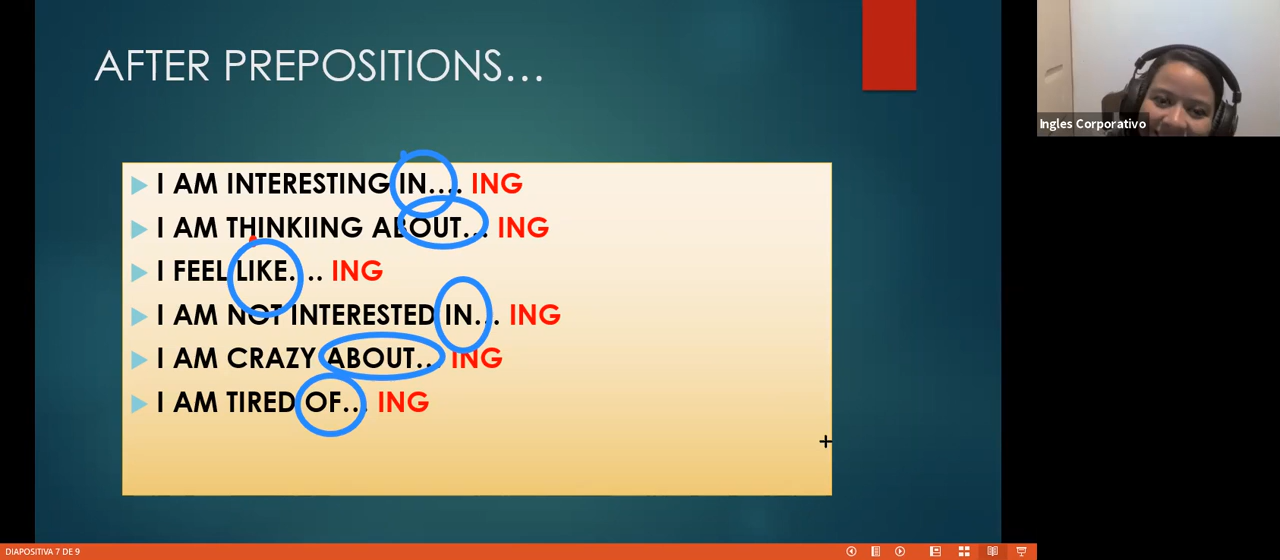 AFTER PREPOSITIONS…
I AM INTERESTING IN…. ING
I AM THINKIING ABOUT… ING
I FEEL LIKE…. ING
I AM NOT INTERESTED IN… ING
I AM CRAZY ABOUT… ING
I AM TIRED OF… ING
Ingles Corporativo
DIAPOSITIVA 7 DE 9